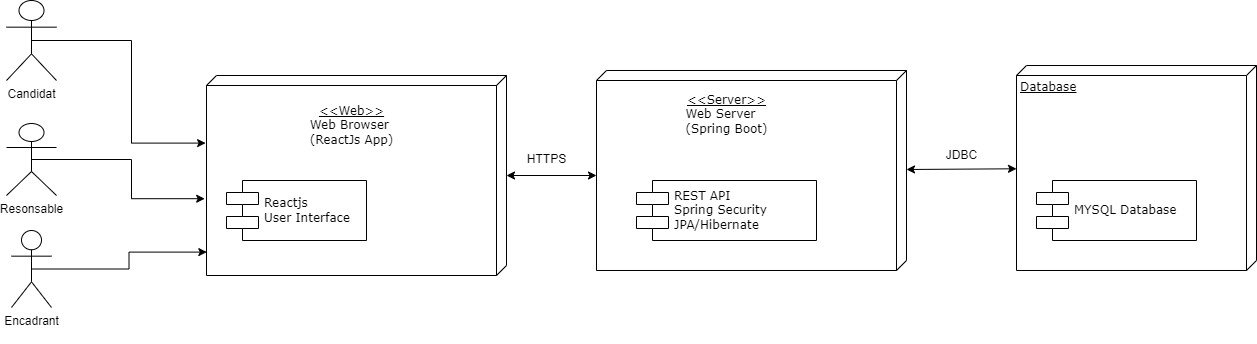 Candidat
Resonsable
Encadrant
<<Web>>
Web Browser
(ReactJs App)
Reactjs
User Interface
HTTPS
<<Server>>
Web Server
(Spring Boot)
REST API
Spring Security
JPA/Hibernate
JDBC
Database
MYSQL Database